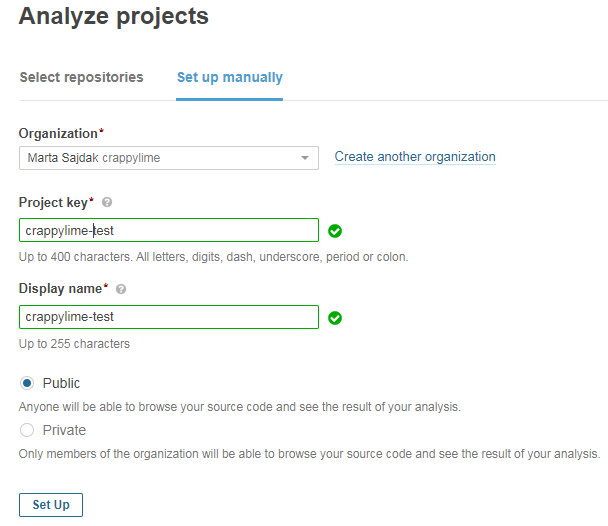 Analyze projects
Select repositories Set up manually
Organization*
Marta Sajdak crappylime Create another organization
Project key* ?
crappylime-test
Up to 400 characters. All letters, digits, dash, underscore, period or colon.
Display name* ?
crappylime-test
Up to 255 characters
Public
Anyone will be able to browse your source code and see the result of your analysis.
Private
Only members of the organization will be able to browse your source code and see the result of your analysis.
Set Up